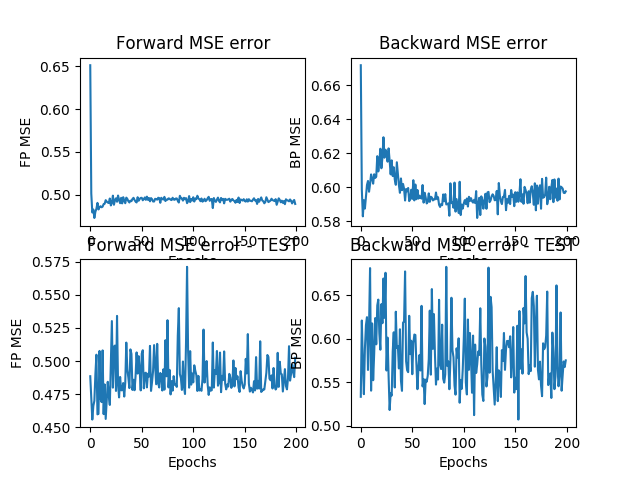 Forward MSE error
Backward MSE error
FP MSE
0.65
0.60
0.55
0.50
0 50 100 150 200
Epochs
BP MSE
0.66
0.64
0.62
0.60
0.58
0 50 100 150 200
Epochs
Forward MSE error - TEST
Backward MSE error - TEST
FP MSE
0.575
0.550
0.525
0.500
0.475
0.450
0 50 100 150 200
Epochs
BP MSE
0.65
0.60
0.55
0.50
0 50 100 150 200
Epochs